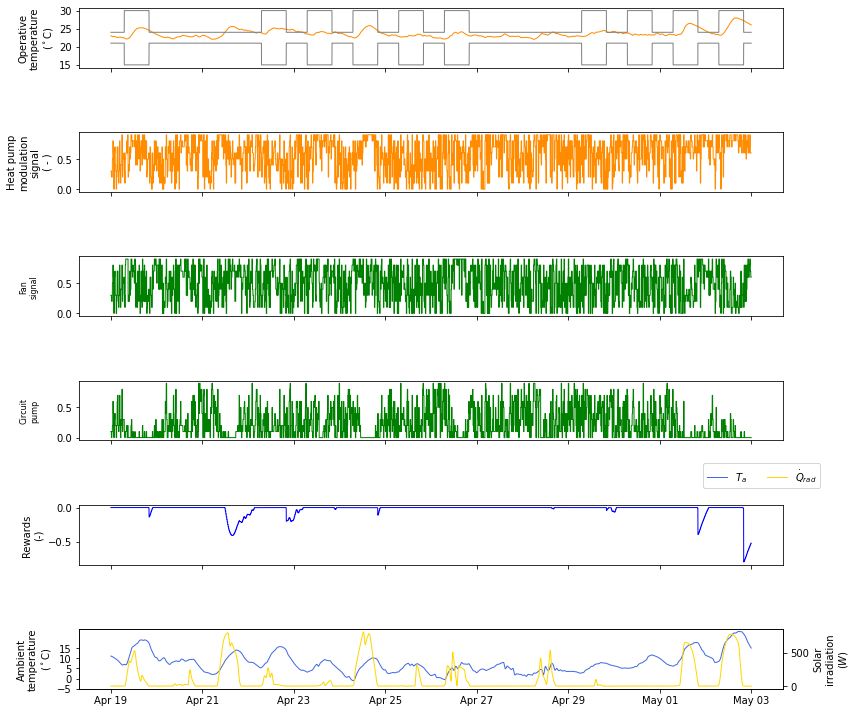 Operative
temperature
(°C)
30
25
20
15
Heat pump
modulation
signal
( - )
0.5
0.0
Fan
signal
0.5
0.0
Circuit
pump
0.5
0.0
T_a Q̇_rad
Rewards
(-)
0.0
−0.5
Ambient
temperature
(°C)
15
10
5
0
−5
500
0
Solar
irradiation
(W)
Apr 19 Apr 21 Apr 23 Apr 25 Apr 27 Apr 29 May 01 May 03